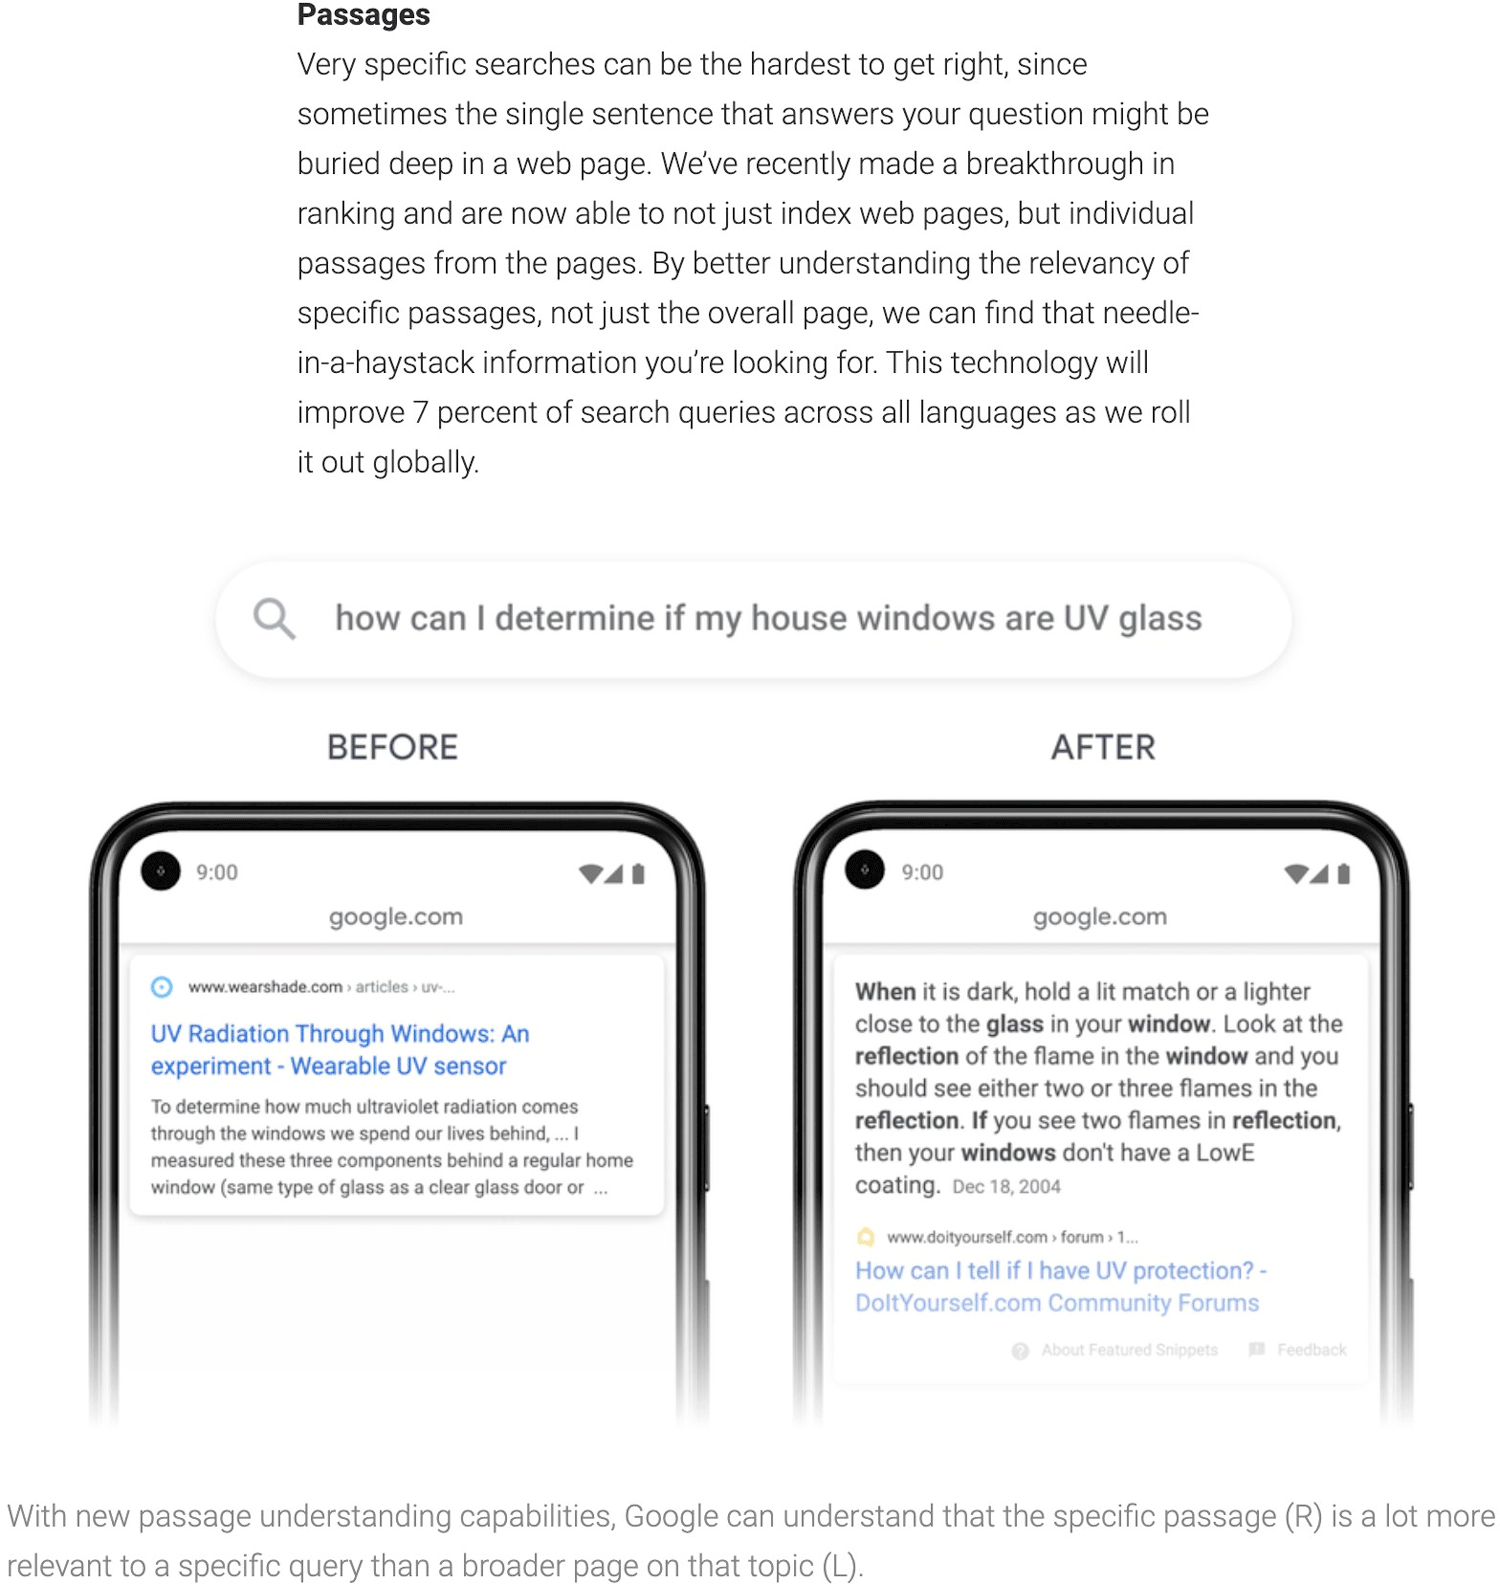 Passages
Very specific searches can be the hardest to get right, since
sometimes the single sentence that answers your question might be
buried deep in a web page. We’ve recently made a breakthrough in
ranking and are now able to not just index web pages, but individual
passages from the pages. By better understanding the relevancy of
specific passages, not just the overall page, we can find that needle-
in-a-haystack information you’re looking for. This technology will
improve 7 percent of search queries across all languages as we roll
it out globally.
how can I determine if my house windows are UV glass
BEFORE
9:00
google.com
www.wearshade.com › articles › uv-...
UV Radiation Through Windows: An
experiment - Wearable UV sensor
To determine how much ultraviolet radiation comes
through the windows we spend our lives behind, ... I
measured these three components behind a regular home
window (same type of glass as a clear glass door or ...
AFTER
9:00
google.com
When it is dark, hold a lit match or a lighter
close to the glass in your window. Look at the
reflection of the flame in the window and you
should see either two or three flames in the
reflection. If you see two flames in reflection,
then your windows don't have a LowE
coating. Dec 18, 2004
www.doityourself.com › forum › 1...
How can I tell if I have UV protection? -
DoItYourself.com Community Forums
About Featured Snippets Feedback
With new passage understanding capabilities, Google can understand that the specific passage (R) is a lot more
relevant to a specific query than a broader page on that topic (L).